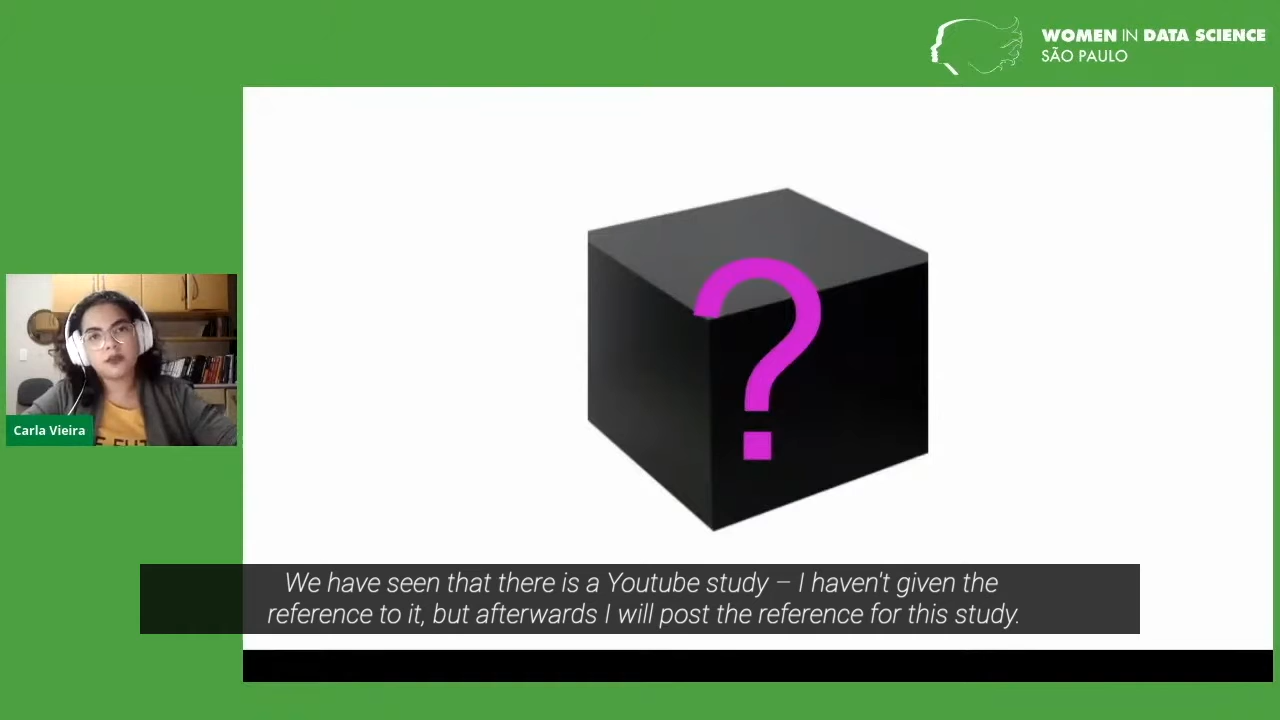 WOMEN IN DATA SCIENCE
SÃO PAULO
?
Carla Vieira
We have seen that there is a Youtube study – I haven't given the
reference to it, but afterwards I will post the reference for this study.